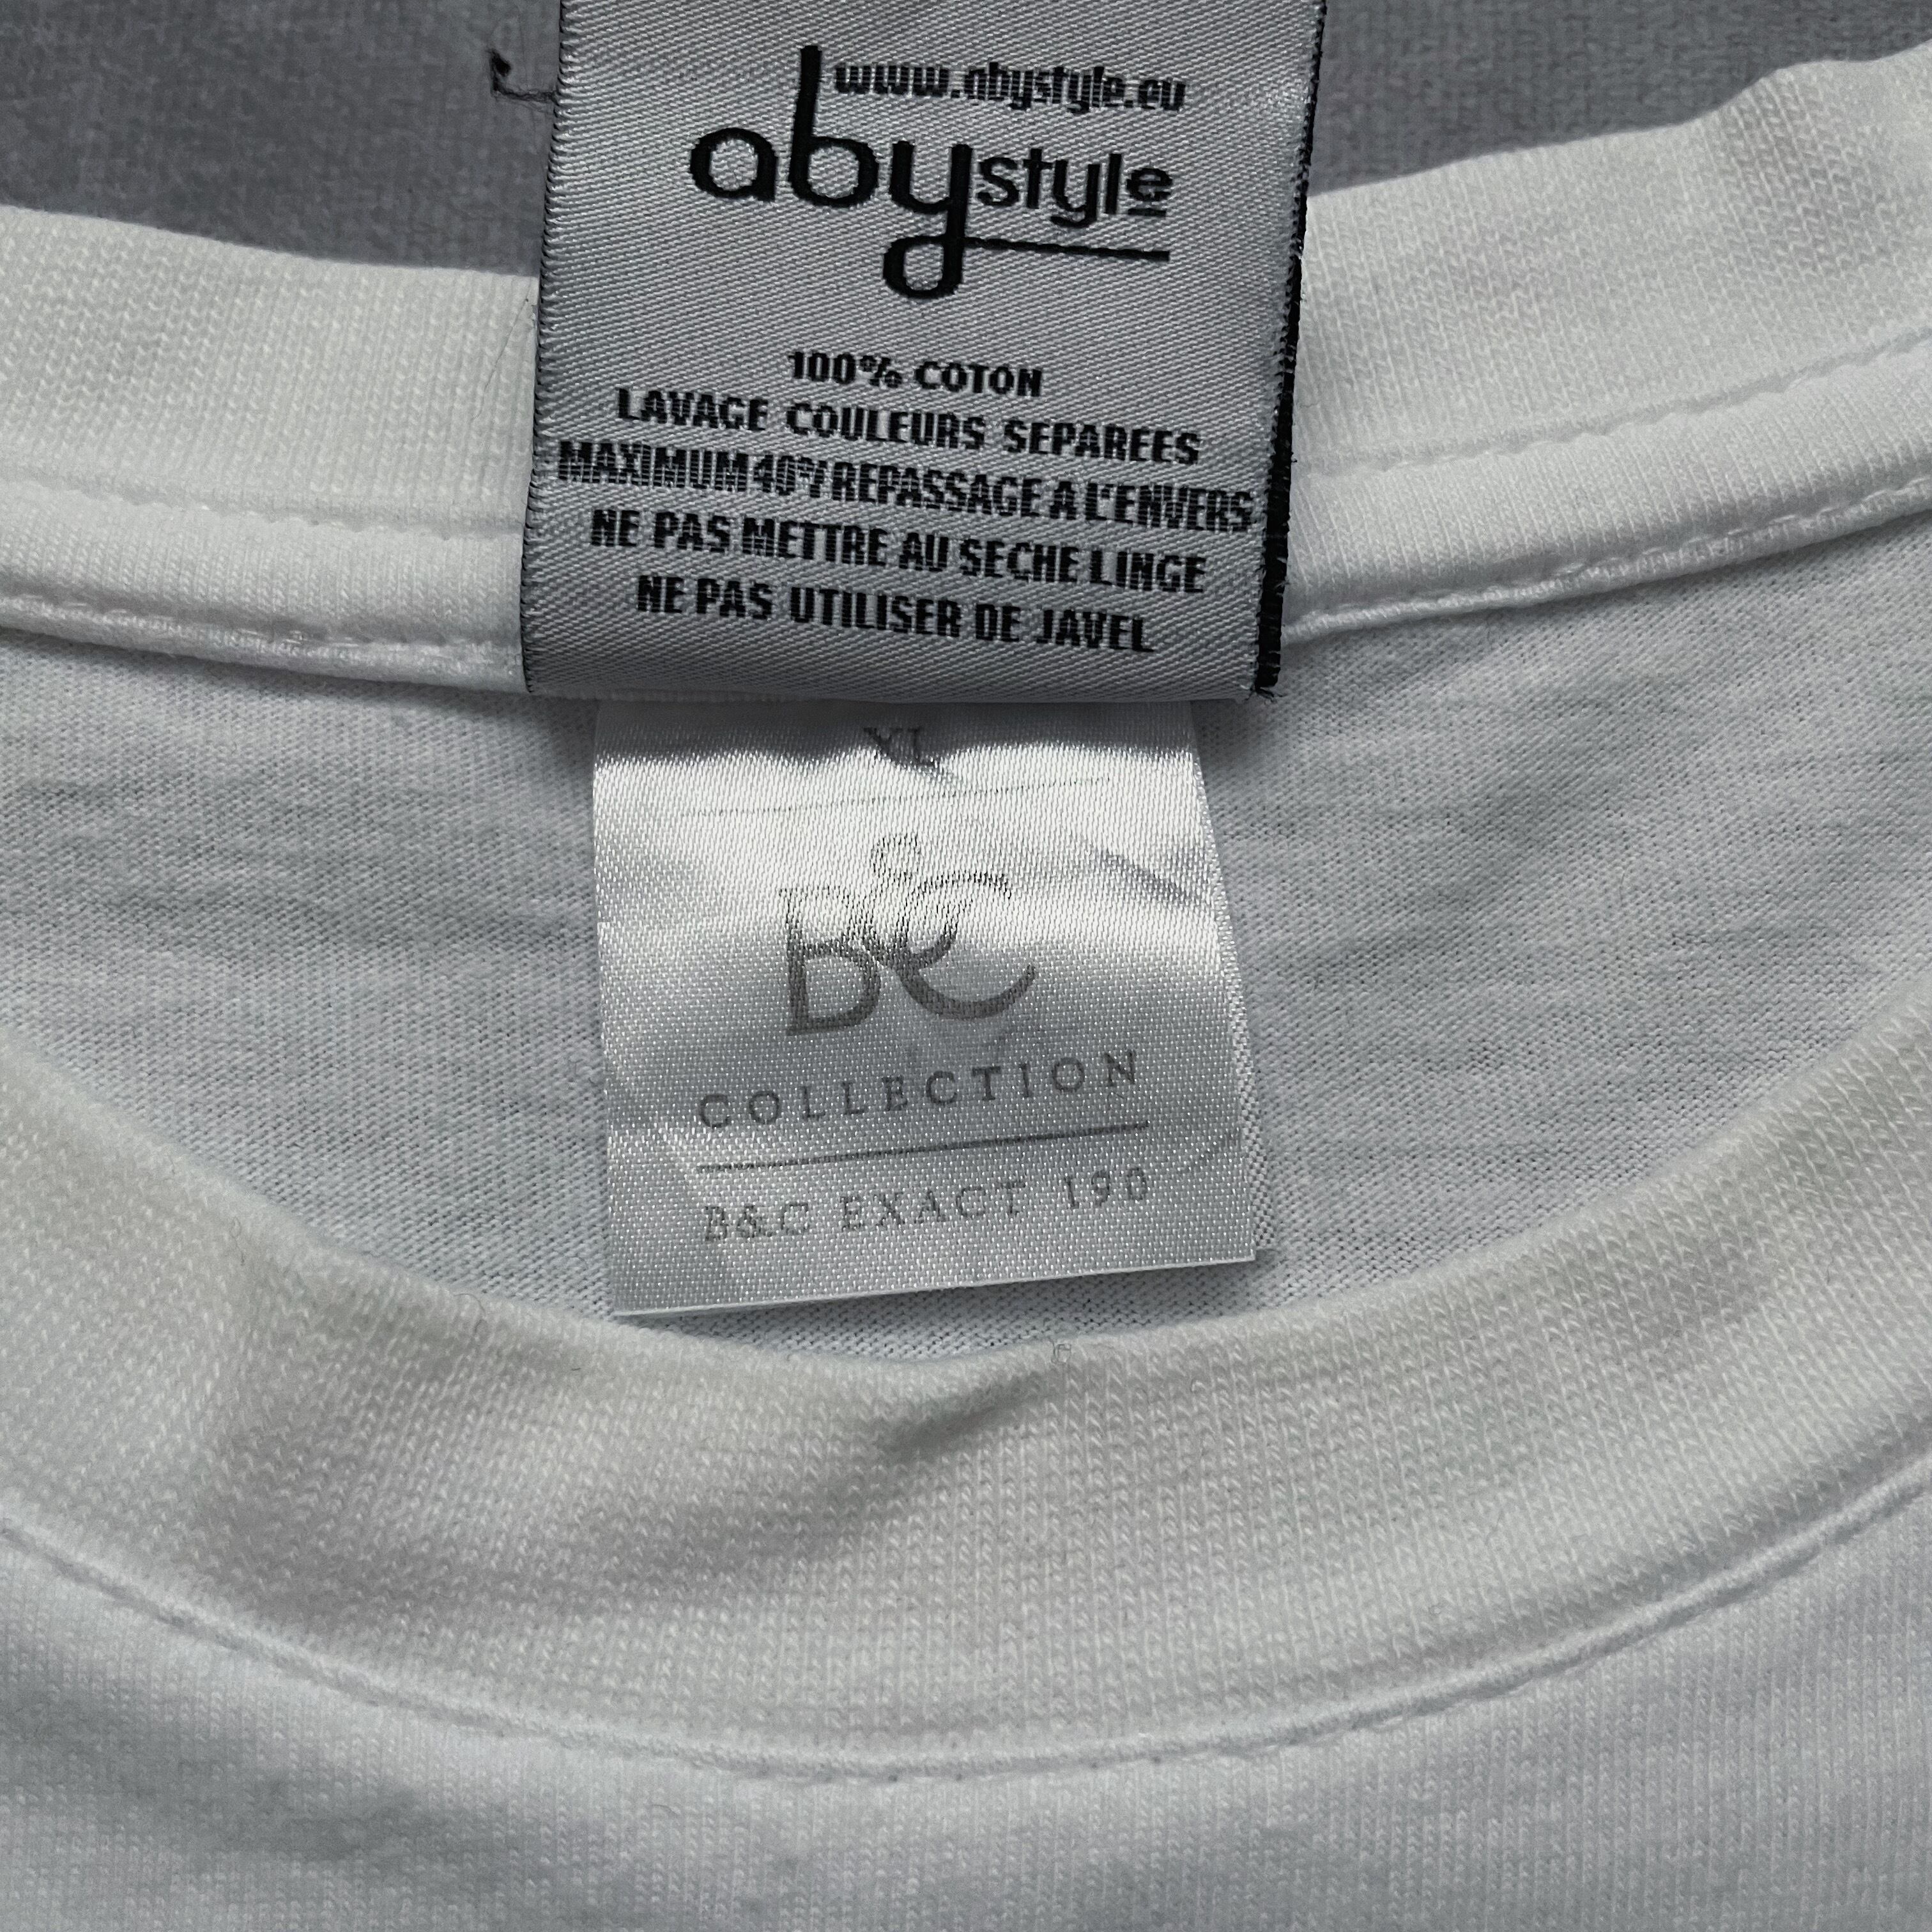 www.abystyle.eu
abystyle
100% COTON
LAVAGE COULEURS SEPAREES
MAXIMUM 40°/ REPASSAGE A L'ENVERS
NE PAS METTRE AU SECHE LINGE
NE PAS UTILISER DE JAVEL
XL
B&C
COLLECTION
B&C EXACT 190